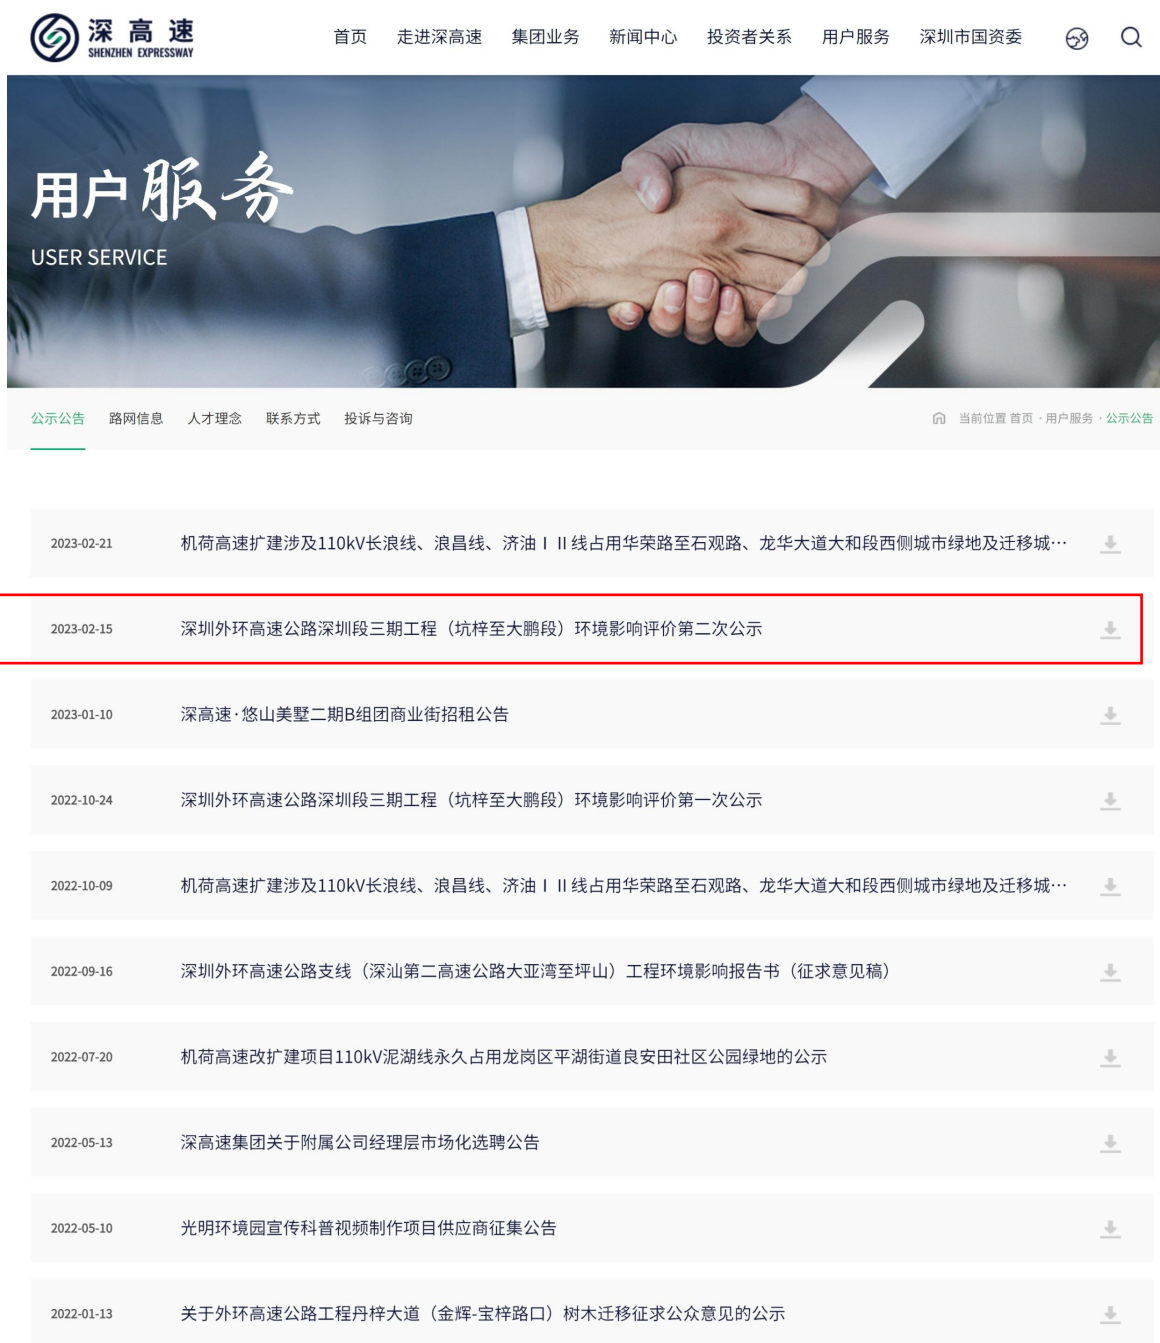 深高速
SHENZHEN EXPRESSWAY
首页 走进深高速 集团业务 新闻中心 投资者关系 用户服务 深圳市国资委
用户服务
USER SERVICE
公示公告 路网信息 人才理念 联系方式 投诉与咨询 当前位置 首页 · 用户服务 · 公示公告
2023-02-21 机荷高速扩建涉及110kV长浪线、浪昌线、济油ⅠⅡ线占用华荣路至石观路、龙华大道大和段西侧城市绿地及迁移城…
2023-02-15 深圳外环高速公路深圳段三期工程（坑梓至大鹏段）环境影响评价第二次公示
2023-01-10 深高速·悠山美墅二期B组团商业街招租公告
2022-10-24 深圳外环高速公路深圳段三期工程（坑梓至大鹏段）环境影响评价第一次公示
2022-10-09 机荷高速扩建涉及110kV长浪线、浪昌线、济油ⅠⅡ线占用华荣路至石观路、龙华大道大和段西侧城市绿地及迁移城…
2022-09-16 深圳外环高速公路支线（深汕第二高速公路大亚湾至坪山）工程环境影响报告书（征求意见稿）
2022-07-20 机荷高速改扩建项目110kV泥湖线永久占用龙岗区平湖街道良安田社区公园绿地的公示
2022-05-13 深高速集团关于附属公司经理层市场化选聘公告
2022-05-10 光明环境园宣传科普视频制作项目供应商征集公告
2022-01-13 关于外环高速公路工程丹梓大道（金辉-宝梓路口）树木迁移征求公众意见的公示